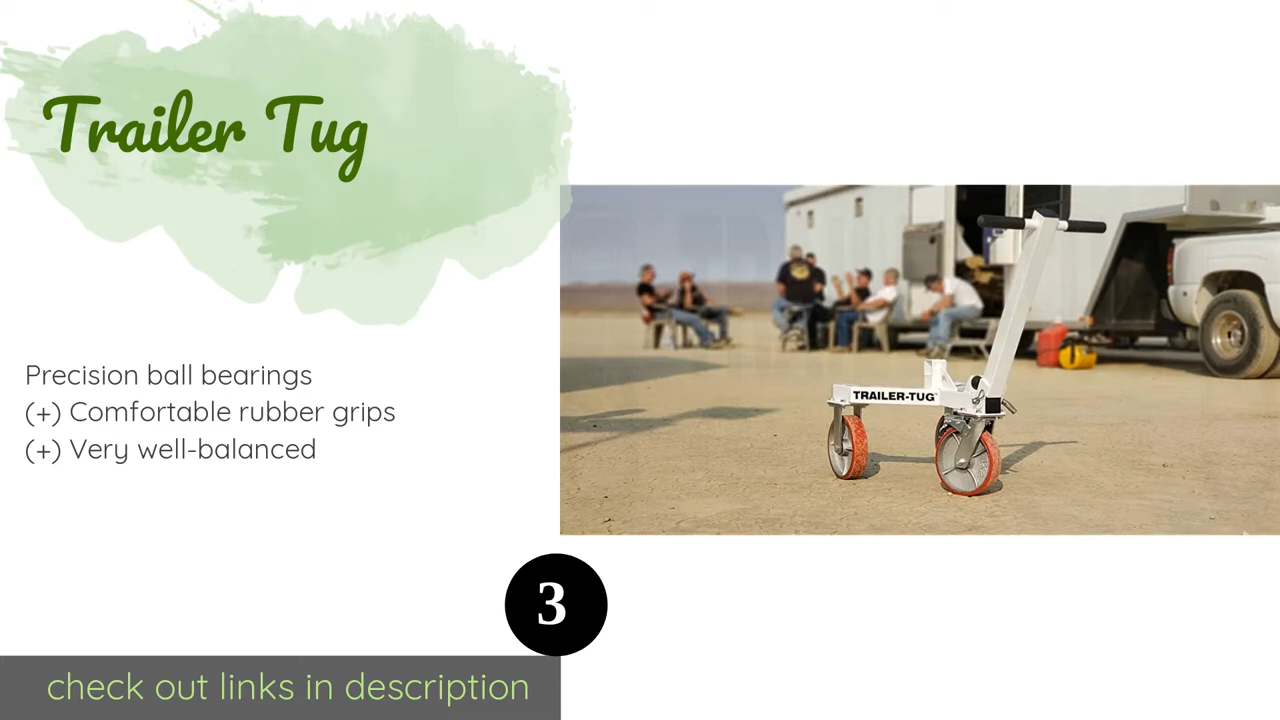 Trailer Tug
Precision ball bearings
(+) Comfortable rubber grips
(+) Very well-balanced
TRAILER-TUG
3
check out links in description